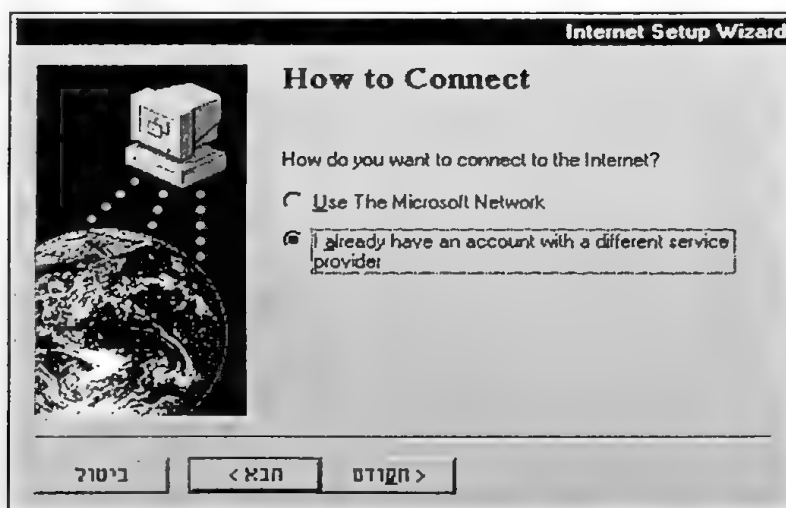 Internet Setup Wizard
How to Connect
How do you want to connect to the Internet?
Use The Microsoft Network
I already have an account with a different service
provider
< הקודם
הבא >
ביטול